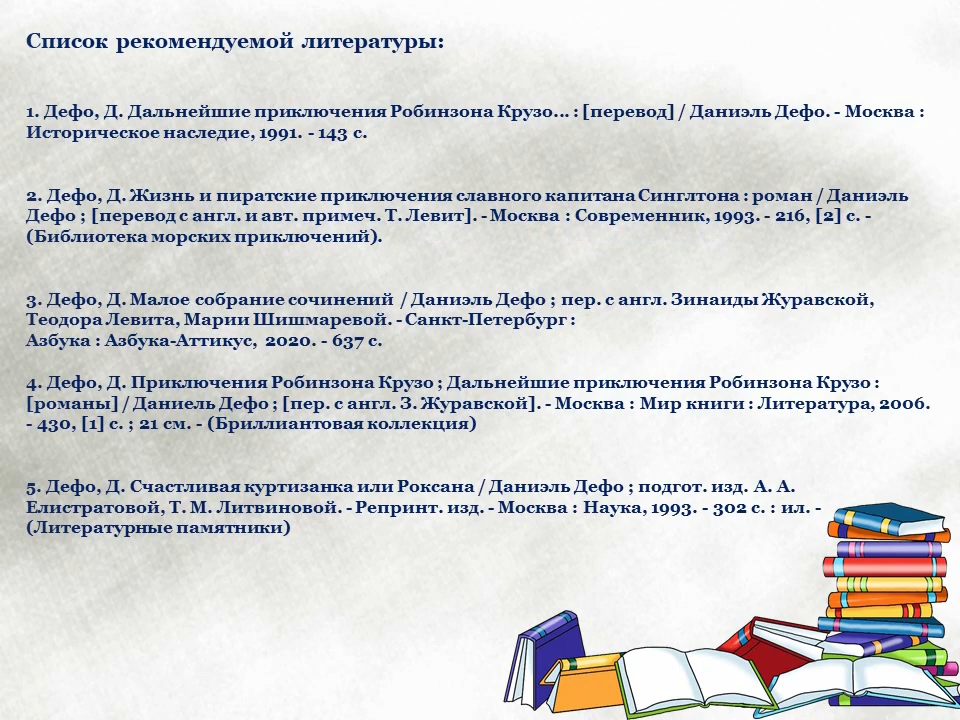 Список рекомендуемой литературы:
1. Дефо, Д. Дальнейшие приключения Робинзона Крузо... : [перевод] / Даниэль Дефо. - Москва :
Историческое наследие, 1991. - 143 с.
2. Дефо, Д. Жизнь и пиратские приключения славного капитана Синглтона : роман / Даниэль
Дефо ; [перевод с англ. и авт. примеч. Т. Левит]. - Москва : Современник, 1993. - 216, [2] с. -
(Библиотека морских приключений).
3. Дефо, Д. Малое собрание сочинений / Даниэль Дефо ; пер. с англ. Зинаиды Журавской,
Теодора Левита, Марии Шишмаревой. - Санкт-Петербург :
Азбука : Азбука-Аттикус, 2020. - 637 с.
4. Дефо, Д. Приключения Робинзона Крузо ; Дальнейшие приключения Робинзона Крузо :
[романы] / Даниель Дефо ; [пер. с англ. З. Журавской]. - Москва : Мир книги : Литература, 2006.
- 430, [1] с. ; 21 см. - (Бриллиантовая коллекция)
5. Дефо, Д. Счастливая куртизанка или Роксана / Даниэль Дефо ; подгот. изд. А. А.
Елистратовой, Т. М. Литвиновой. - Репринт. изд. - Москва : Наука, 1993. - 302 с. : ил. -
(Литературные памятники)